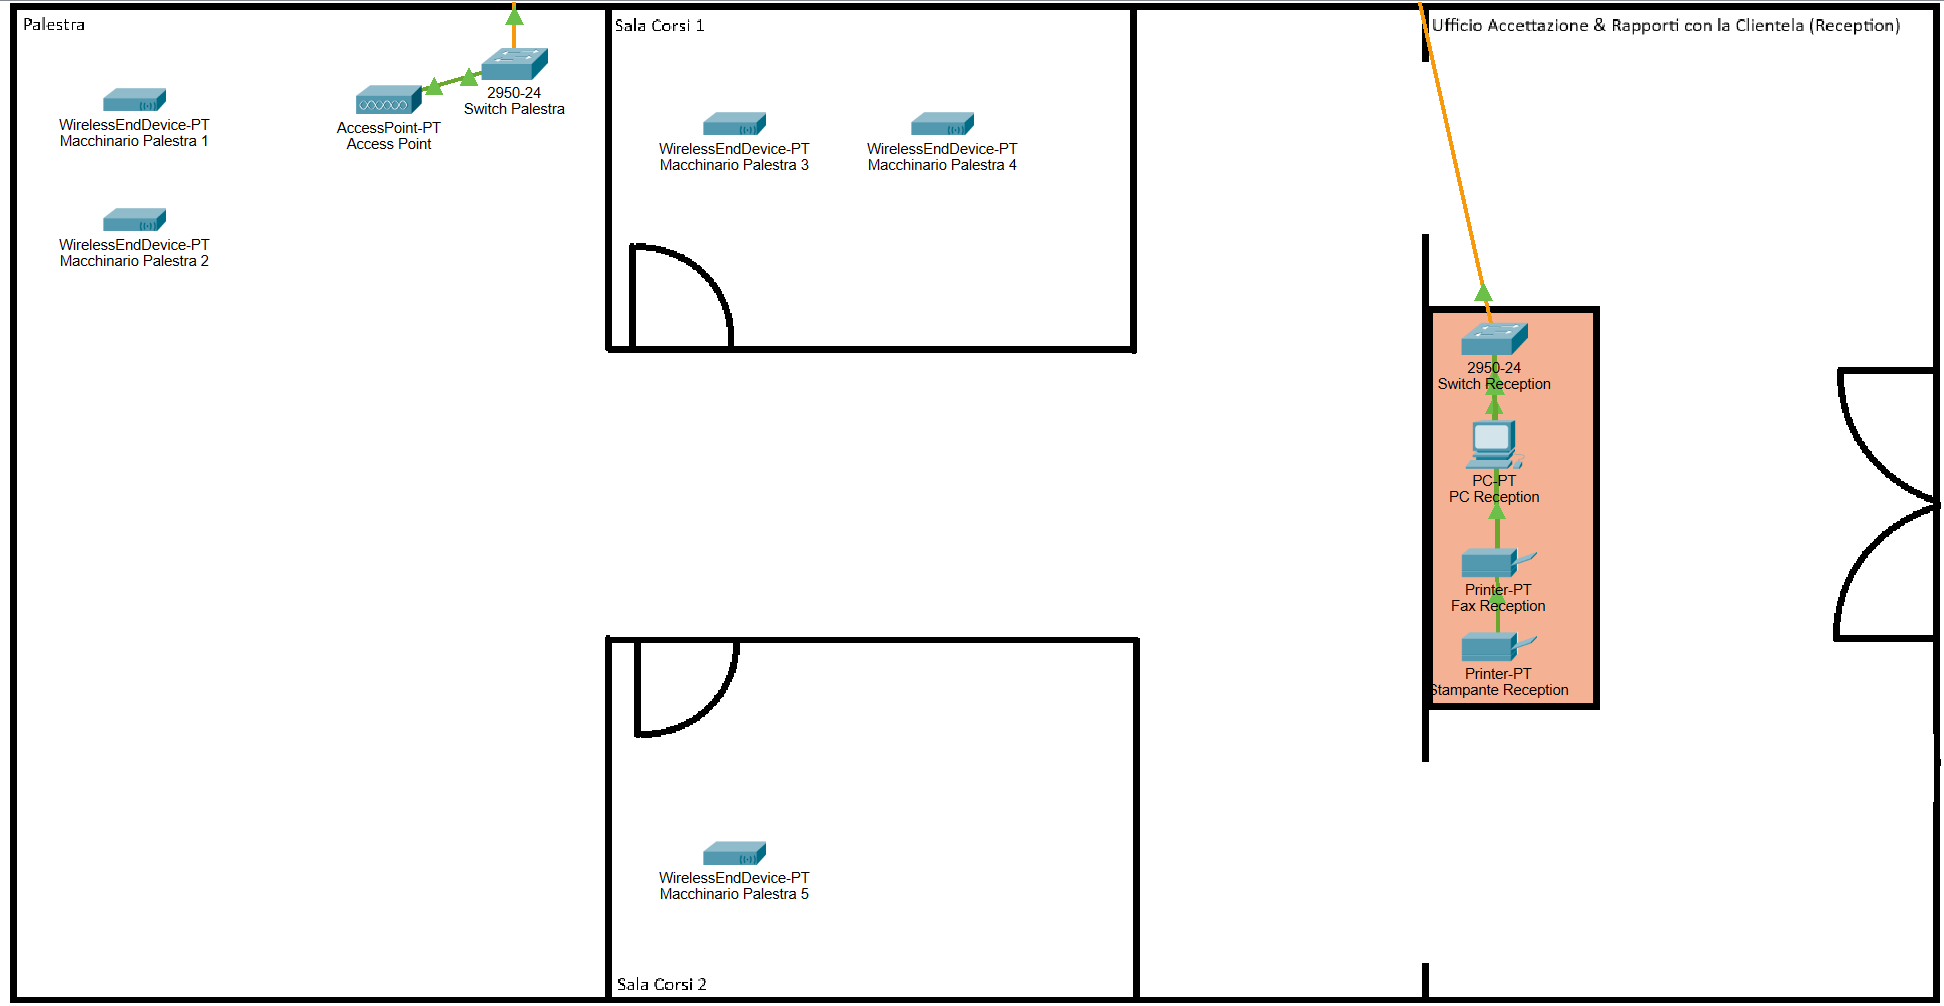 Palestra
Sala Corsi 1
Ufficio Accettazione & Rapporti con la Clientela (Reception)
2950-24
Switch Palestra
WirelessEndDevice-PT
Macchinario Palestra 1
AccessPoint-PT
Access Point
WirelessEndDevice-PT
Macchinario Palestra 3
WirelessEndDevice-PT
Macchinario Palestra 4
WirelessEndDevice-PT
Macchinario Palestra 2
2950-24
Switch Reception
PC-PT
PC Reception
Printer-PT
Fax Reception
Printer-PT
Stampante Reception
WirelessEndDevice-PT
Macchinario Palestra 5
Sala Corsi 2